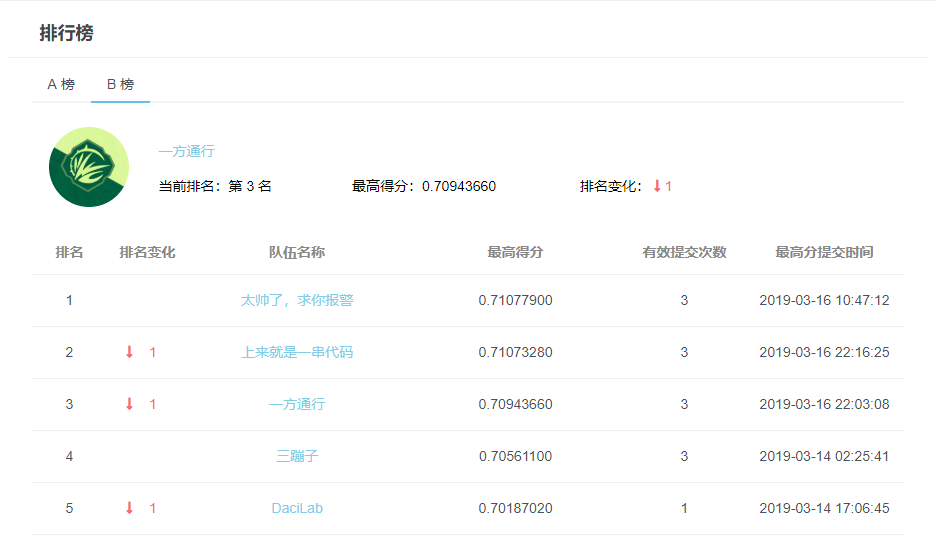 排行榜
A 榜 B 榜
一方通行
当前排名：第 3 名 最高得分：0.70943660 排名变化： 1
排名 排名变化 队伍名称 最高得分 有效提交次数 最高分提交时间
1 太帅了，求你报警 0.71077900 3 2019-03-16 10:47:12
2 1 上来就是一串代码 0.71073280 3 2019-03-16 22:16:25
3 1 一方通行 0.70943660 3 2019-03-16 22:03:08
4 三蹦子 0.70561100 3 2019-03-14 02:25:41
5 1 DaciLab 0.70187020 1 2019-03-14 17:06:45